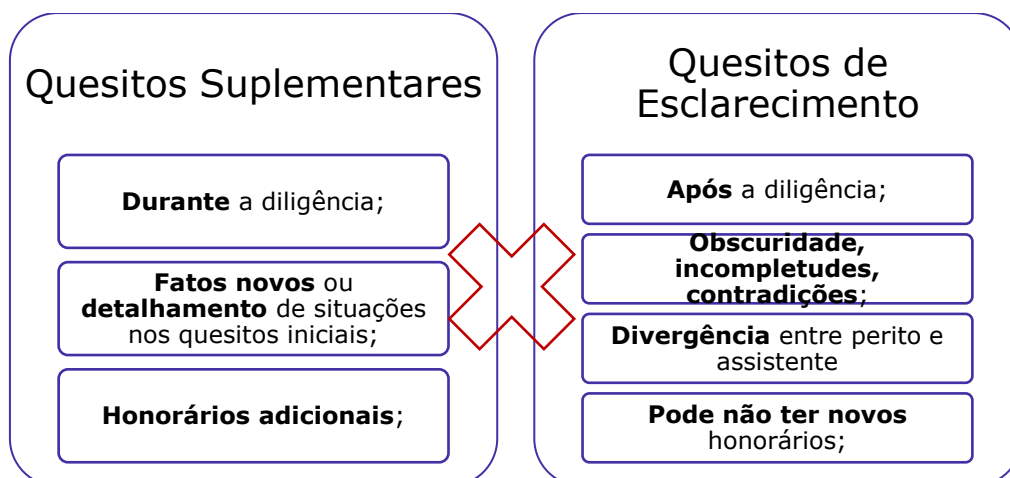 Quesitos Suplementares
Durante a diligência;
Fatos novos ou
detalhamento de situações
nos quesitos iniciais;
Honorários adicionais;
Quesitos de
Esclarecimento
Após a diligência;
Obscuridade,
incompletudes,
contradições;
Divergência entre perito e
assistente
Pode não ter novos
honorários;